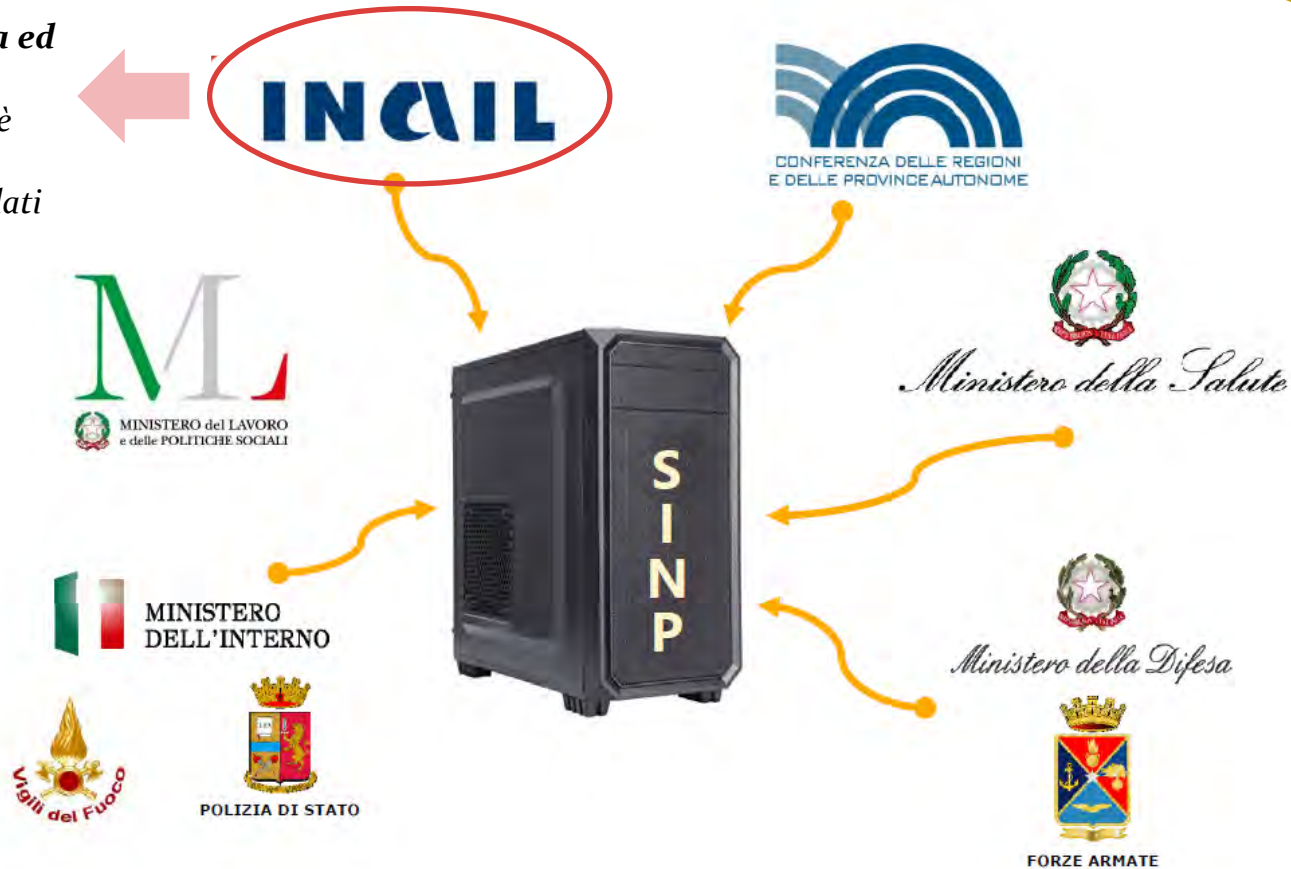 a ed
è
lati
INAIL
CONFERENZA DELLE REGIONI
E DELLE PROVINCE AUTONOME
MINISTERO del LAVORO
e delle POLITICHE SOCIALI
Ministero della Salute
S
I
N
P
MINISTERO
DELL'INTERNO
Ministero della Difesa
Vigili del Fuoco
POLIZIA DI STATO
FORZE ARMATE